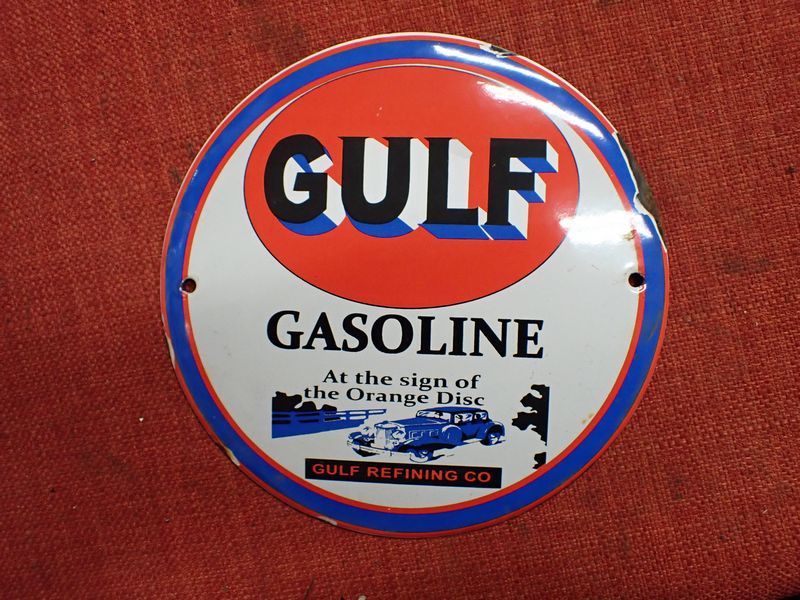 GULF
GASOLINE
At the sign of
the Orange Disc
GULF REFINING CO